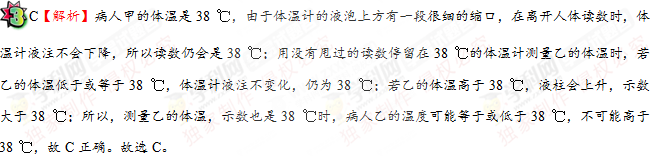 C【解析】病人甲的体温是 38 ℃，由于体温计的液泡上方有一段很细的缩口，在离开人体读数时，体
温计液注不会下降，所以读数仍会是 38 ℃；用没有甩过的读数停留在 38 ℃的体温计测量乙的体温时，若
乙的体温低于或等于 38 ℃，体温计液注不变化，仍为 38 ℃；若乙的体温高于 38 ℃，液柱会上升，示数
大于 38 ℃；所以，测量乙的体温，示数也是 38 ℃时，病人乙的温度可能等于或低于 38 ℃，不可能高于
38 ℃，故 C 正确。故选 C。